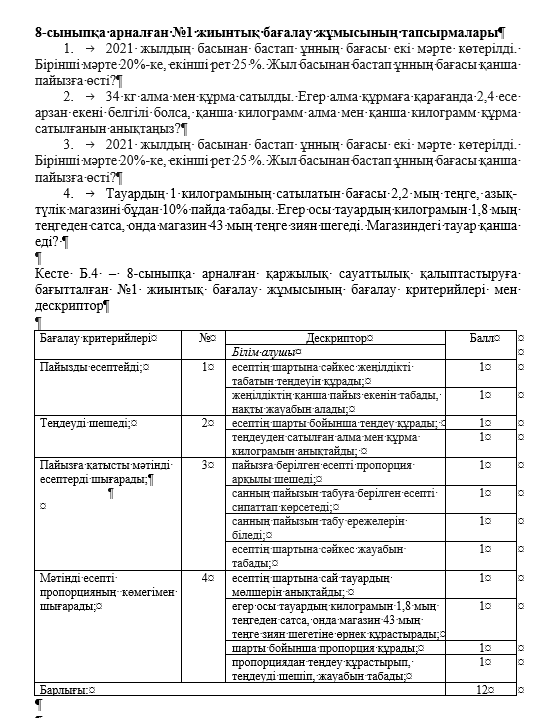 8-сыныпқа арналған №1 жиынтық бағалау жұмысының тапсырмалары¶
1. → 2021 жылдың басынан бастап ұнның бағасы екі мәрте көтерілді.
Бірінші мәрте 20%-ке, екінші рет 25 %. Жыл басынан бастап ұнның бағасы қанша
пайызға өсті?¶
2. → 34 кг алма мен құрма сатылды. Егер алма құрмаға қарағанда 2,4 есе
арзан екені белгілі болса, қанша килограмм алма мен қанша килограмм құрма
сатылғанын анықтаңыз?¶
3. → 2021 жылдың басынан бастап ұнның бағасы екі мәрте көтерілді.
Бірінші мәрте 20%-ке, екінші рет 25 %. Жыл басынан бастап ұнның бағасы қанша
пайызға өсті?¶
4. → Тауардың 1 килограмының сатылатын бағасы 2,2 мың теңге, азық-
түлік магазині бұдан 10% пайда табады. Егер осы тауардың килограмын 1,8 мың
теңгеден сатса, онда магазин 43 мың теңге зиян шегеді. Магазиндегі тауар қанша
еді? ¶
¶
Кесте Б.4 – 8-сыныпқа арналған қаржылық сауаттылық қалыптастыруға
бағытталған №1 жиынтық бағалау жұмысының бағалау критерийлері мен
дескриптор¶
¶
Бағалау критерийлері¤ №¤ Дескриптор¤ Балл¤ ¤
Білім алушы¤ ¤
Пайызды есептейді;¤ 1¤ есептің шартына сәйкес жеңілдікті
табатын теңдеуін құрады;¤ 1¤ ¤
жеңілдіктің қанша пайыз екенін табады,
нақты жауабын алады;¤ 1¤ ¤
Теңдеуді шешеді;¤ 2¤ есептің шарты бойынша теңдеу құрады; ¤ 1¤ ¤
теңдеуден сатылған алма мен құрма
килограмын анықтайды; ¤ 1¤ ¤
Пайызға қатысты мәтінді
есептерді шығарады;¶
¶
¤ 3¤ пайызға берілген есепті пропорция
арқылы шешеді;¤ 1¤ ¤
санның пайызын табуға берілген есепті
сипаттап көрсетеді;¤ 1¤ ¤
санның пайызын табу ережелерін
біледі;¤ 1¤ ¤
есептің шартына сәйкес жауабын
табады;¤ 1¤ ¤
Мәтінді есепті
пропорцияның көмегімен
шығарады;¤ 4¤ есептің шартына сай тауардың
мөлшерін анықтайды;¤ 1¤ ¤
егер осы тауардың килограмын 1,8 мың
теңгеден сатса, онда магазин 43 мың
теңге зиян шегетіне өрнек құрастырады;¤ 1¤ ¤
шарты бойынша пропорция құрады;¤ 1¤ ¤
пропорциядан теңдеу құрастырып,
теңдеуді шешіп, жауабын табады;¤ 1¤ ¤
Барлығы:¤ 12¤ ¤
¶